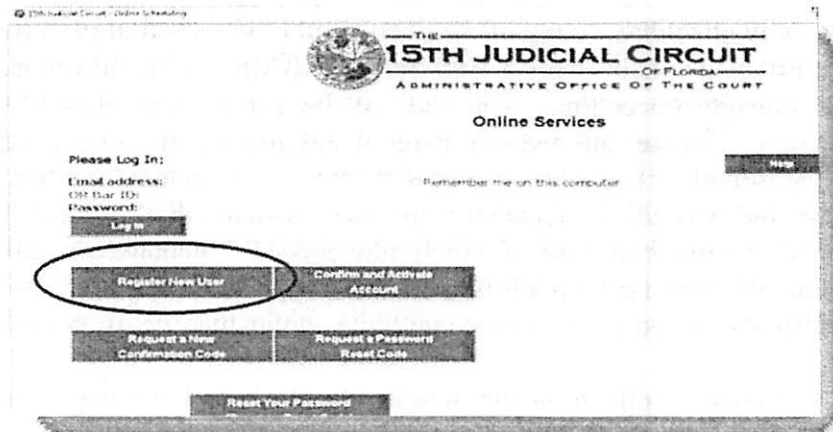 15th Judicial Circuit - Online Scheduling
THE
15TH JUDICIAL CIRCUIT
OF FLORIDA
ADMINISTRATIVE OFFICE OF THE COURT
Online Services
Please Log In:
Help
Email address:
OR Bar ID:
Remember me on this computer
Password:
Log In
Register New User
Confirm and Activate
Account
Request a New
Confirmation Code
Request a Password
Reset Code
Reset Your Password